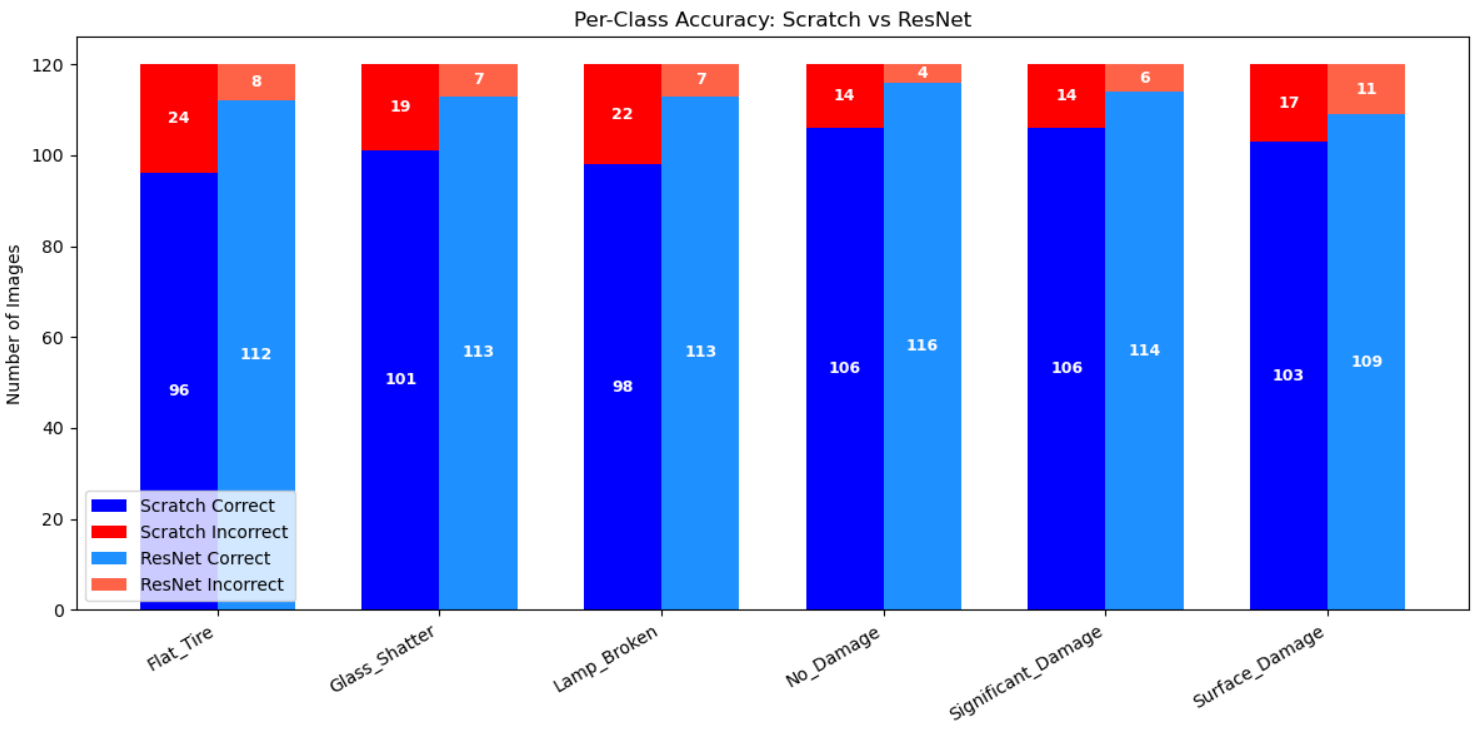 Per-Class Accuracy: Scratch vs ResNet
Number of Images
120
100
80
60
40
20
0
24
8
19
7
22
7
14
4
14
6
17
11
96
112
101
113
98
113
106
116
106
114
103
109
Scratch Correct
Scratch Incorrect
ResNet Correct
ResNet Incorrect
Flat_Tire
Glass_Shatter
Lamp_Broken
No_Damage
Significant_Damage
Surface_Damage